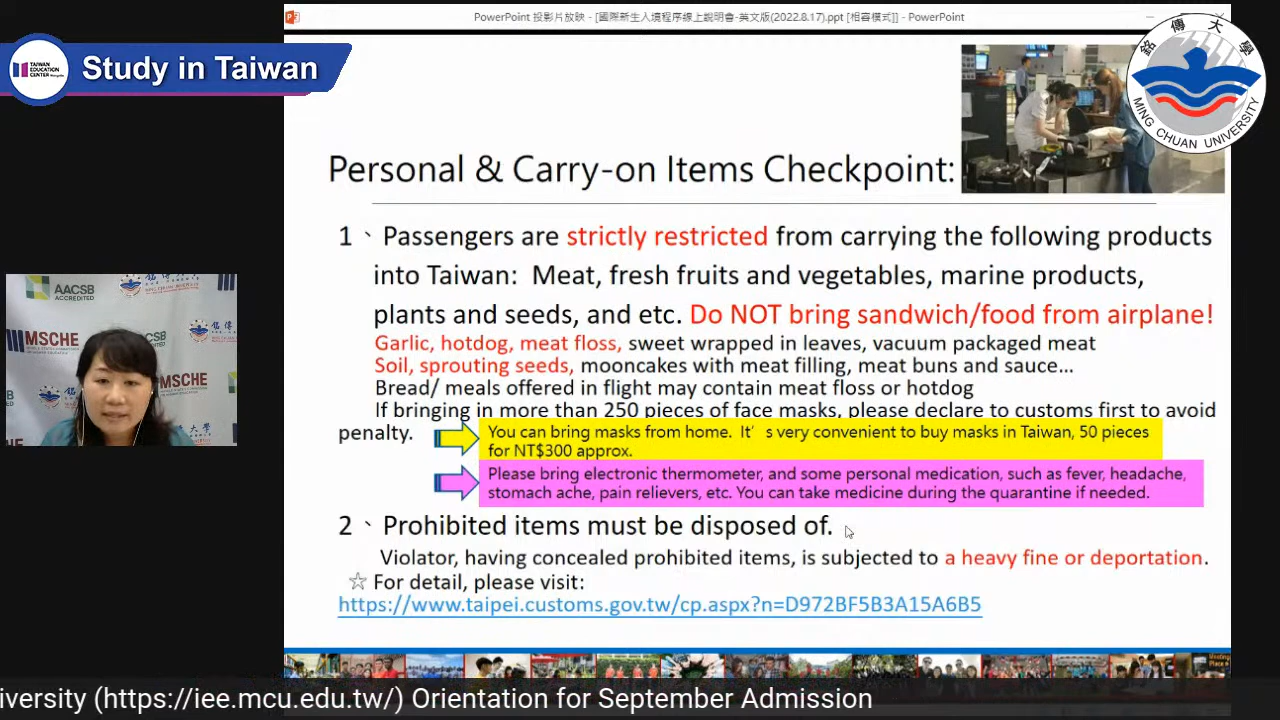 PowerPoint 投影片放映 - [國際新生入境程序線上說明會-英文版(2022.8.17).ppt [相容模式]] - PowerPoint
TAIWAN
EDUCATION
CENTER
Study in Taiwan
銘傳大學
MING CHUAN UNIVERSITY
Personal & Carry-on Items Checkpoint:
1、Passengers are strictly restricted from carrying the following products
into Taiwan: Meat, fresh fruits and vegetables, marine products,
plants and seeds, and etc. Do NOT bring sandwich/food from airplane!
Garlic, hotdog, meat floss, sweet wrapped in leaves, vacuum packaged meat
Soil, sprouting seeds, mooncakes with meat filling, meat buns and sauce…
Bread/ meals offered in flight may contain meat floss or hotdog
If bringing in more than 250 pieces of face masks, please declare to customs first to avoid
penalty.
You can bring masks from home. It's very convenient to buy masks in Taiwan, 50 pieces
for NT$300 approx.
Please bring electronic thermometer, and some personal medication, such as fever, headache,
stomach ache, pain relievers, etc. You can take medicine during the quarantine if needed.
2、Prohibited items must be disposed of.
Violator, having concealed prohibited items, is subjected to a heavy fine or deportation.
☆ For detail, please visit:
https://www.taipei.customs.gov.tw/cp.aspx?n=D972BF5B3A15A6B5
AACSB
ACCREDITED
MSCHE
MSCHE
iversity (https://iee.mcu.edu.tw/) Orientation for September Admission